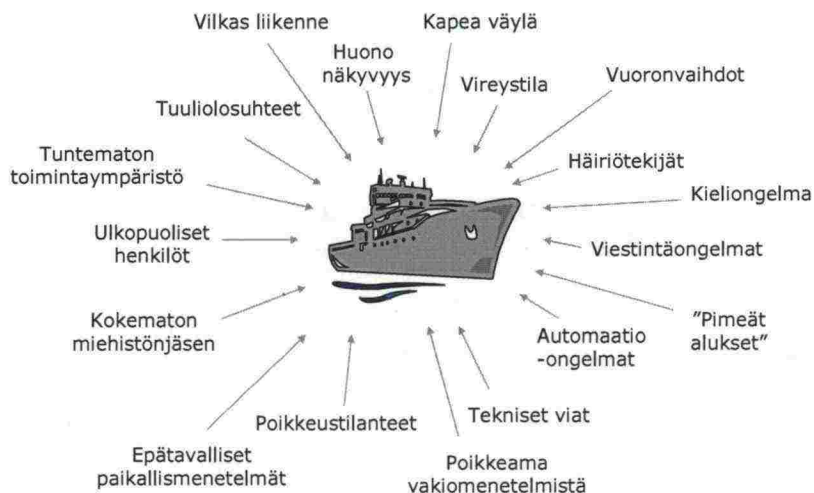 Vilkas liikenne
Kapea väylä
Huono
näkyvyys
Vireystila
Vuoronvaihdot
Tuuliolosuhteet
Häiriötekijät
Tuntematon
toimintaympäristö
Kieliongelma
Ulkopuoliset
henkilöt
Viestintäongelmat
Kokematon
miehistönjäsen
Automaatio
-ongelmat
"Pimeät
alukset"
Poikkeustilanteet
Tekniset viat
Epätavalliset
paikallismenetelmät
Poikkeama
vakiomenetelmistä